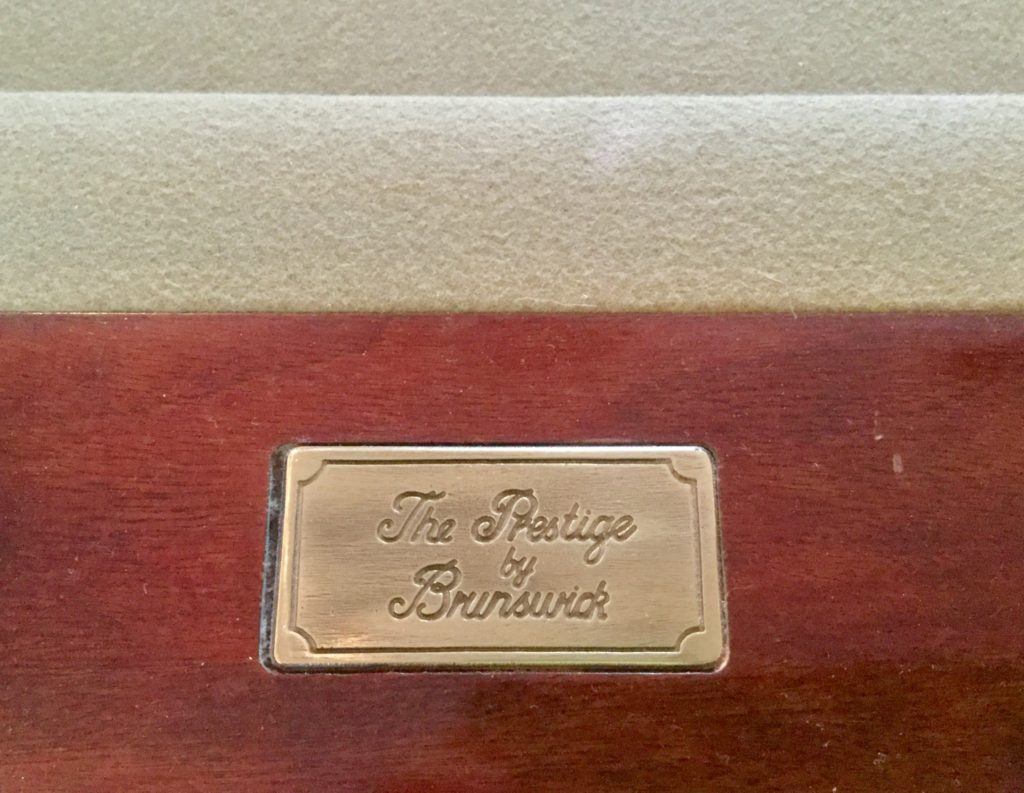 The Prestige
by
Brunswick